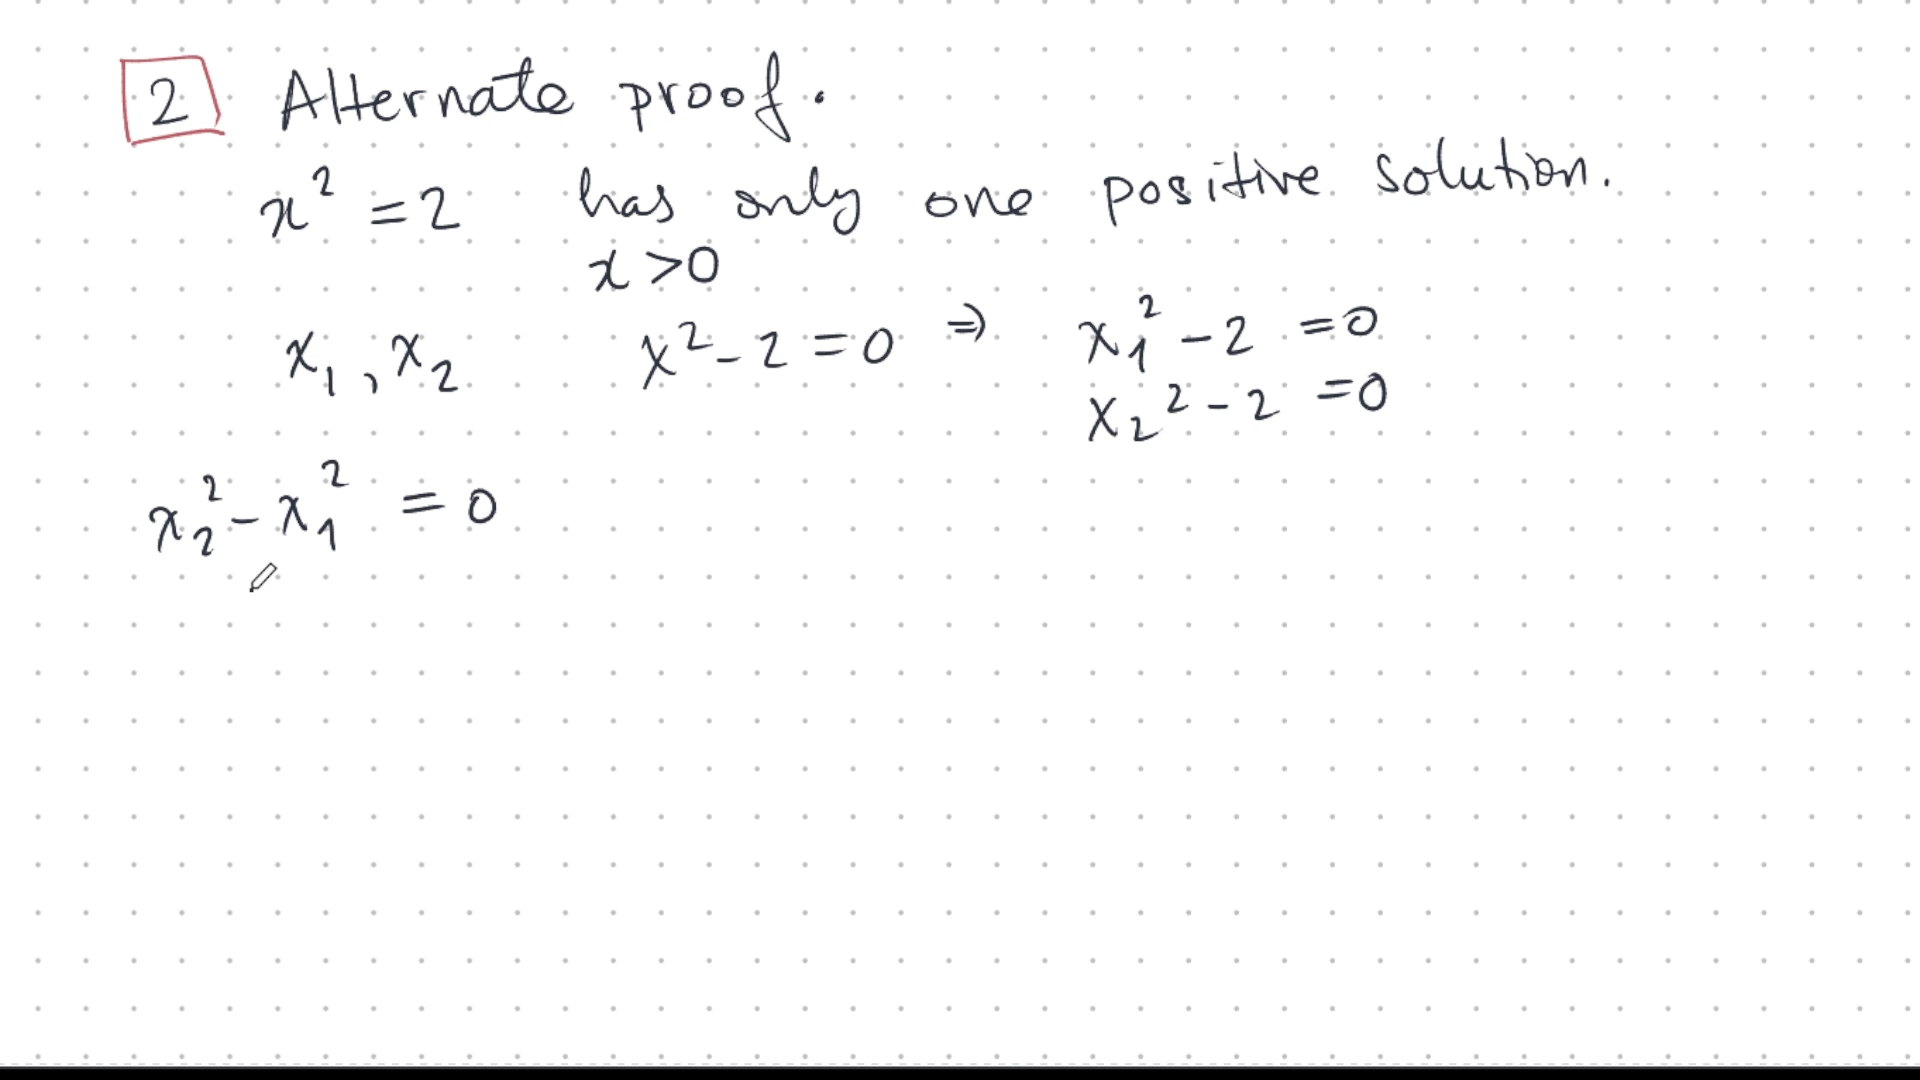 2 Alternate proof.
x² = 2 has only one positive solution.
x > 0
x₁, x₂ x² - 2 = 0 ⇒ x₁² - 2 = 0
x₂² - 2 = 0
x₂² - x₁² = 0